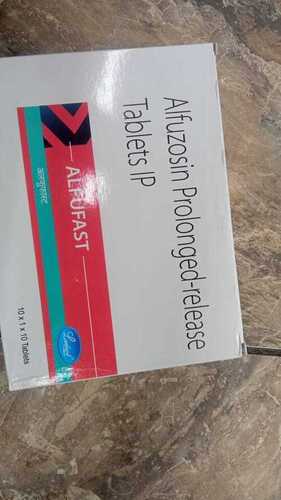 Alfuzosin Prolonged-release
Tablets IP
ALFUFAST
10 x 1 x 10 Tablets